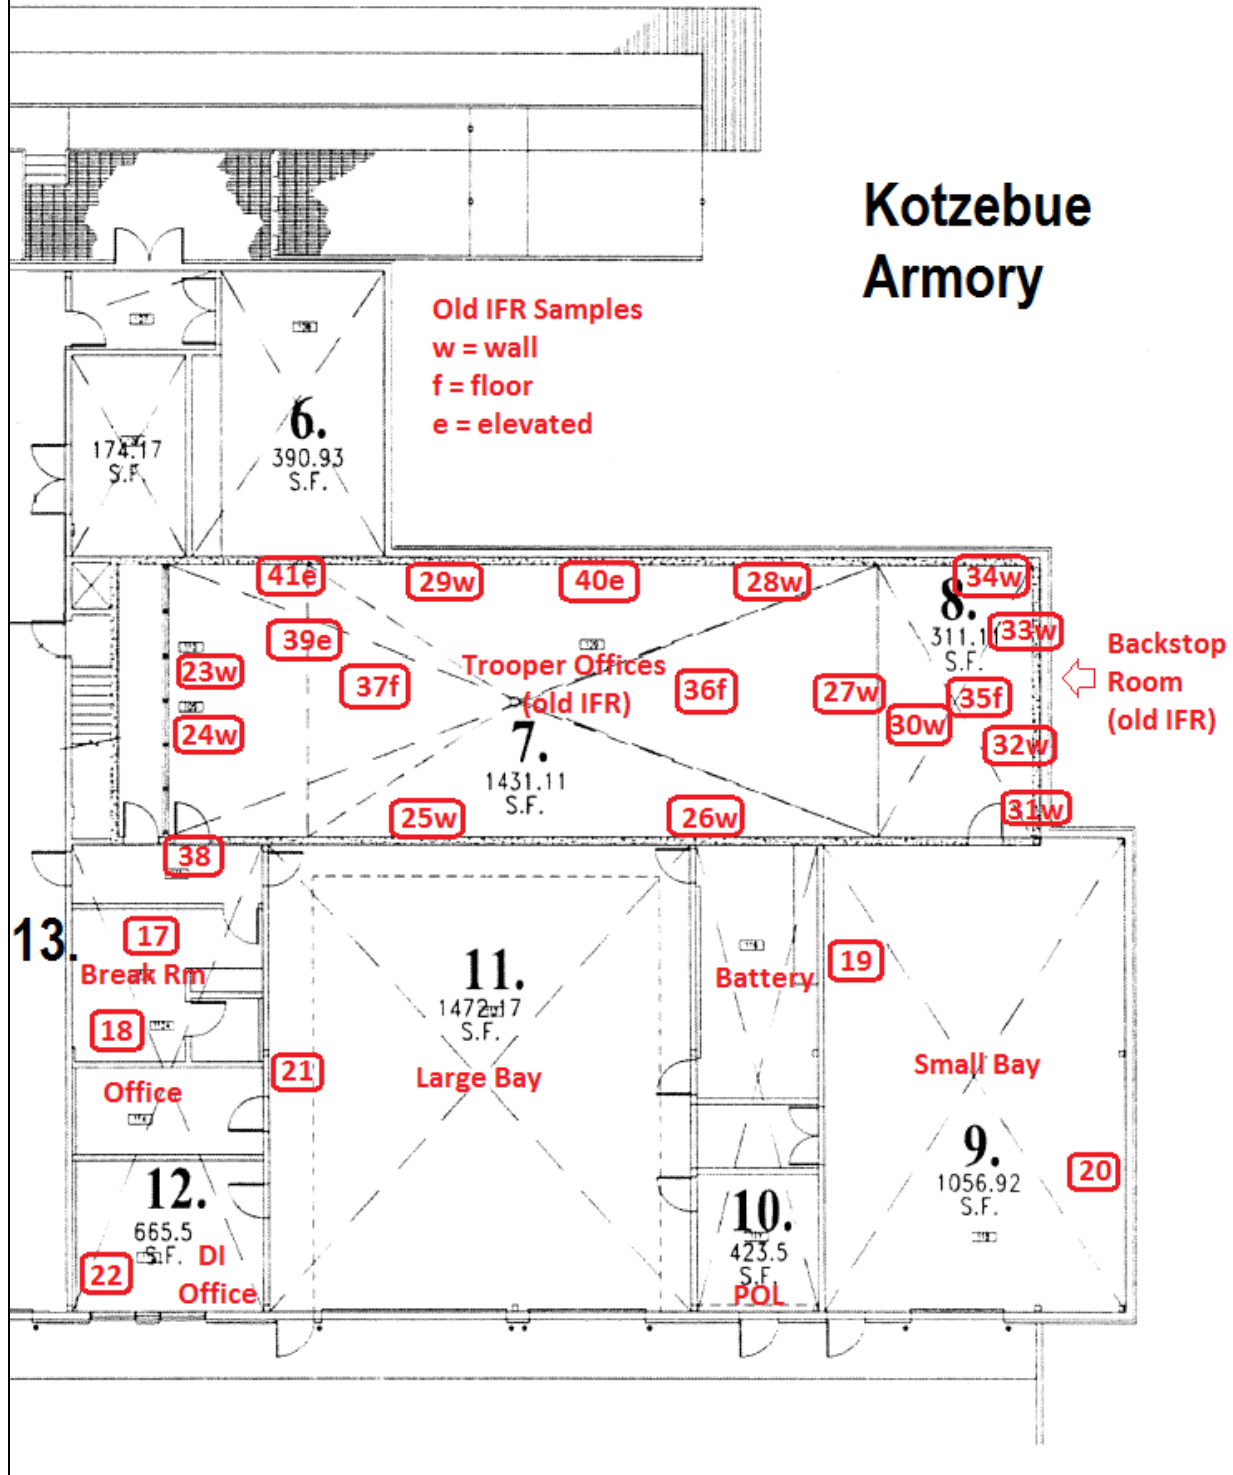 Kotzebue
Armory
Old IFR Samples
w = wall
f = floor
e = elevated
6.
390.93
S.F.
174.17
S.F.
41e
29w
40e
28w
34w
8.
311.11
S.F.
33w
39e
23w
37f
Trooper Offices
(old IFR)
36f
27w
35f
30w
Backstop
Room
(old IFR)
24w
32w
7.
1431.11
S.F.
25w
26w
31w
38
13.
17
Break Rm
18
Office
12.
665.5
S.F.
DI
Office
22
21
11.
1472.17
S.F.
Large Bay
Battery
10.
423.5
S.F.
POL
19
Small Bay
9.
1056.92
S.F.
20